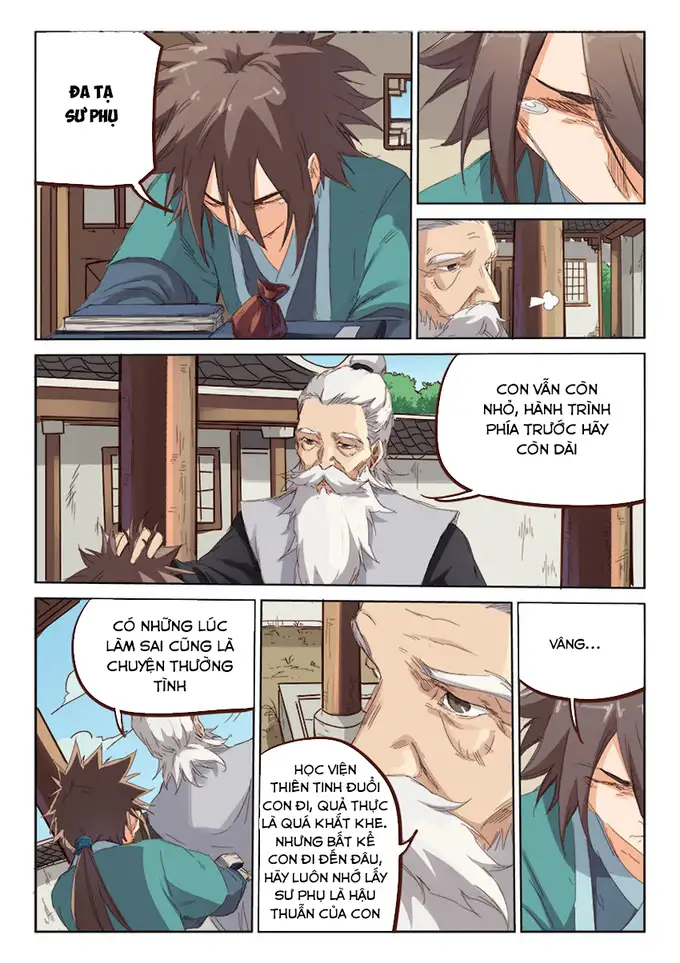 ĐA TẠ
SƯ PHỤ
CON VẪN CÒN
NHỎ, HÀNH TRÌNH
PHÍA TRƯỚC HÃY
CÒN DÀI
CÓ NHỮNG LÚC
LÀM SAI CŨNG LÀ
CHUYỆN THƯỜNG
TÌNH
HỌC VIỆN
THIÊN TINH ĐUỔI
CON ĐI, QUẢ THỰC
LÀ QUÁ KHẮT KHE.
NHƯNG BẤT KỂ
CON ĐI ĐẾN ĐÂU,
HÃY LUÔN NHỚ LẤY
SƯ PHỤ LÀ HẬU
THUẪN CỦA CON
VÂNG...